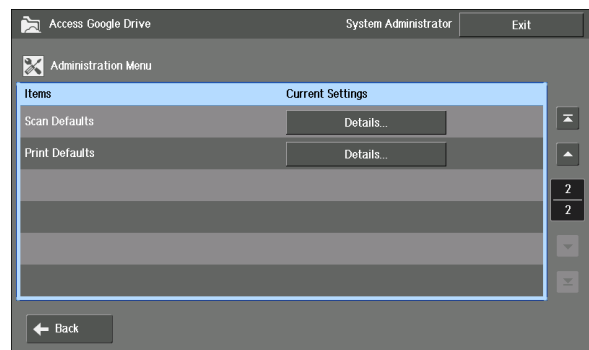 Access Google Drive System Administrator Exit
Administration Menu
Items Current Settings
Scan Defaults Details...
Print Defaults Details...
2
2
Back